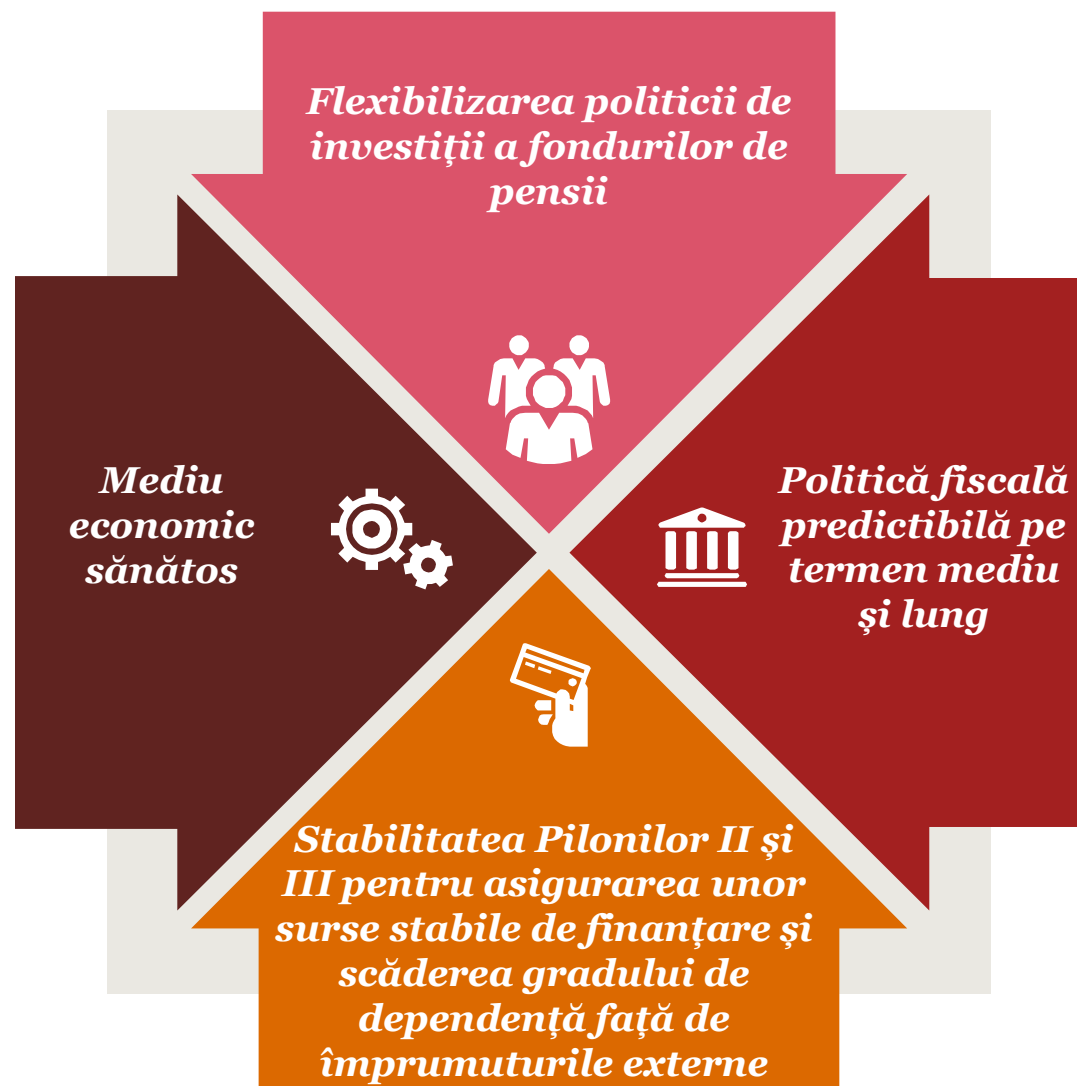 Flexibilizarea politicii de
investiții a fondurilor de
pensii
Mediu
economic
sănătos
Politică fiscală
predictibilă pe
termen mediu
și lung
Stabilitatea Pilonilor II și
III pentru asigurarea unor
surse stabile de finanțare și
scăderea gradului de
dependență față de
împrumuturile externe